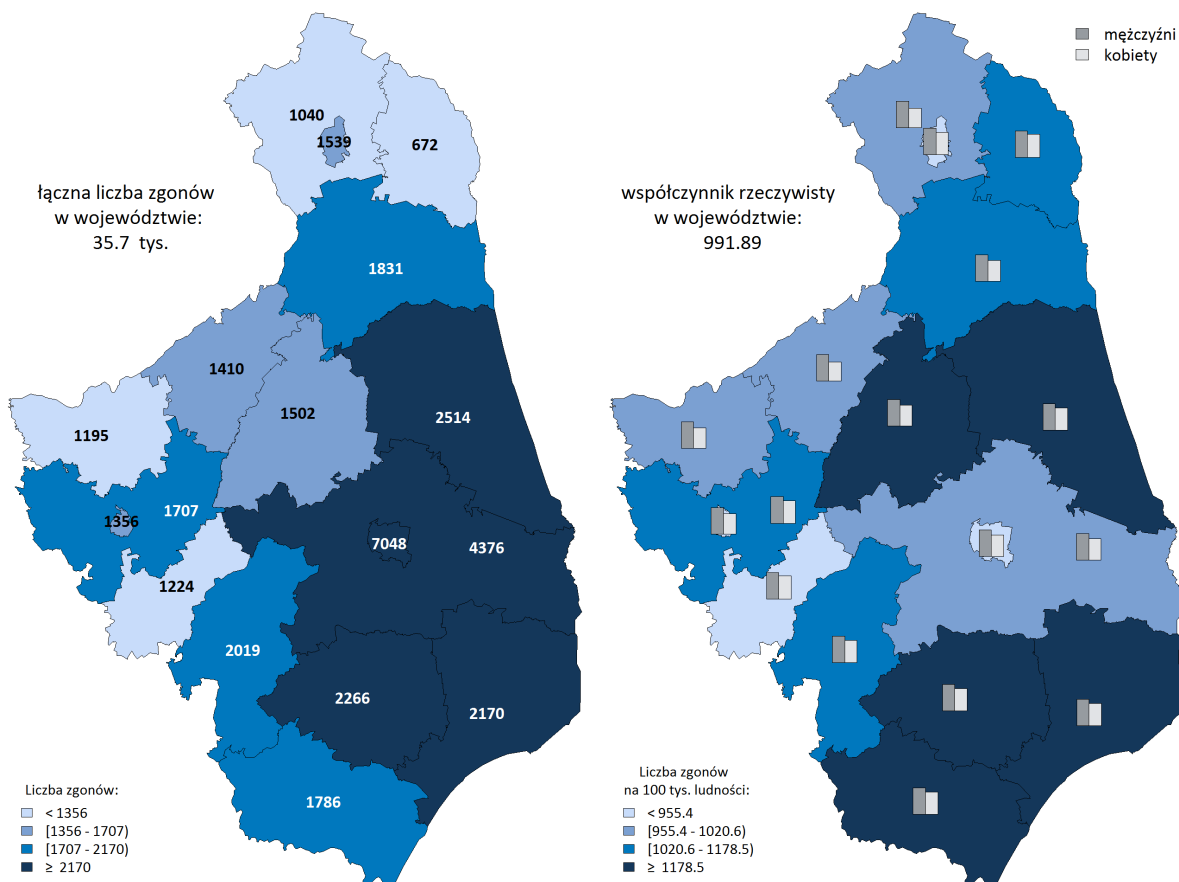 mężczyźni
kobiety
łączna liczba zgonów
w województwie:
35.7 tys.
współczynnik rzeczywisty
w województwie:
991.89
1040
1539
672
1831
1410
1502
2514
1195
1356
1707
7048
4376
1224
2019
2266
2170
1786
Liczba zgonów:
< 1356
[1356 - 1707)
[1707 - 2170)
≥ 2170
Liczba zgonów
na 100 tys. ludności:
< 955.4
[955.4 - 1020.6)
[1020.6 - 1178.5)
≥ 1178.5